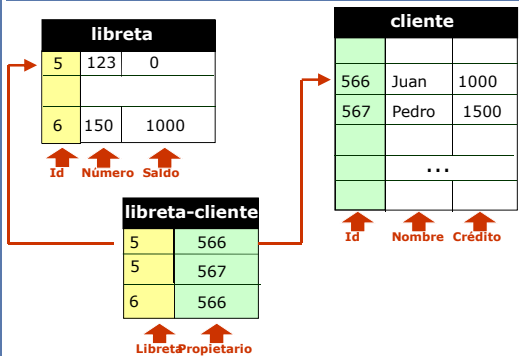 libreta
5 123 0
6 150 1000
Id Número Saldo
cliente
566 Juan 1000
567 Pedro 1500
...
Id Nombre Crédito
libreta-cliente
5 566
5 567
6 566
Libreta Propietario